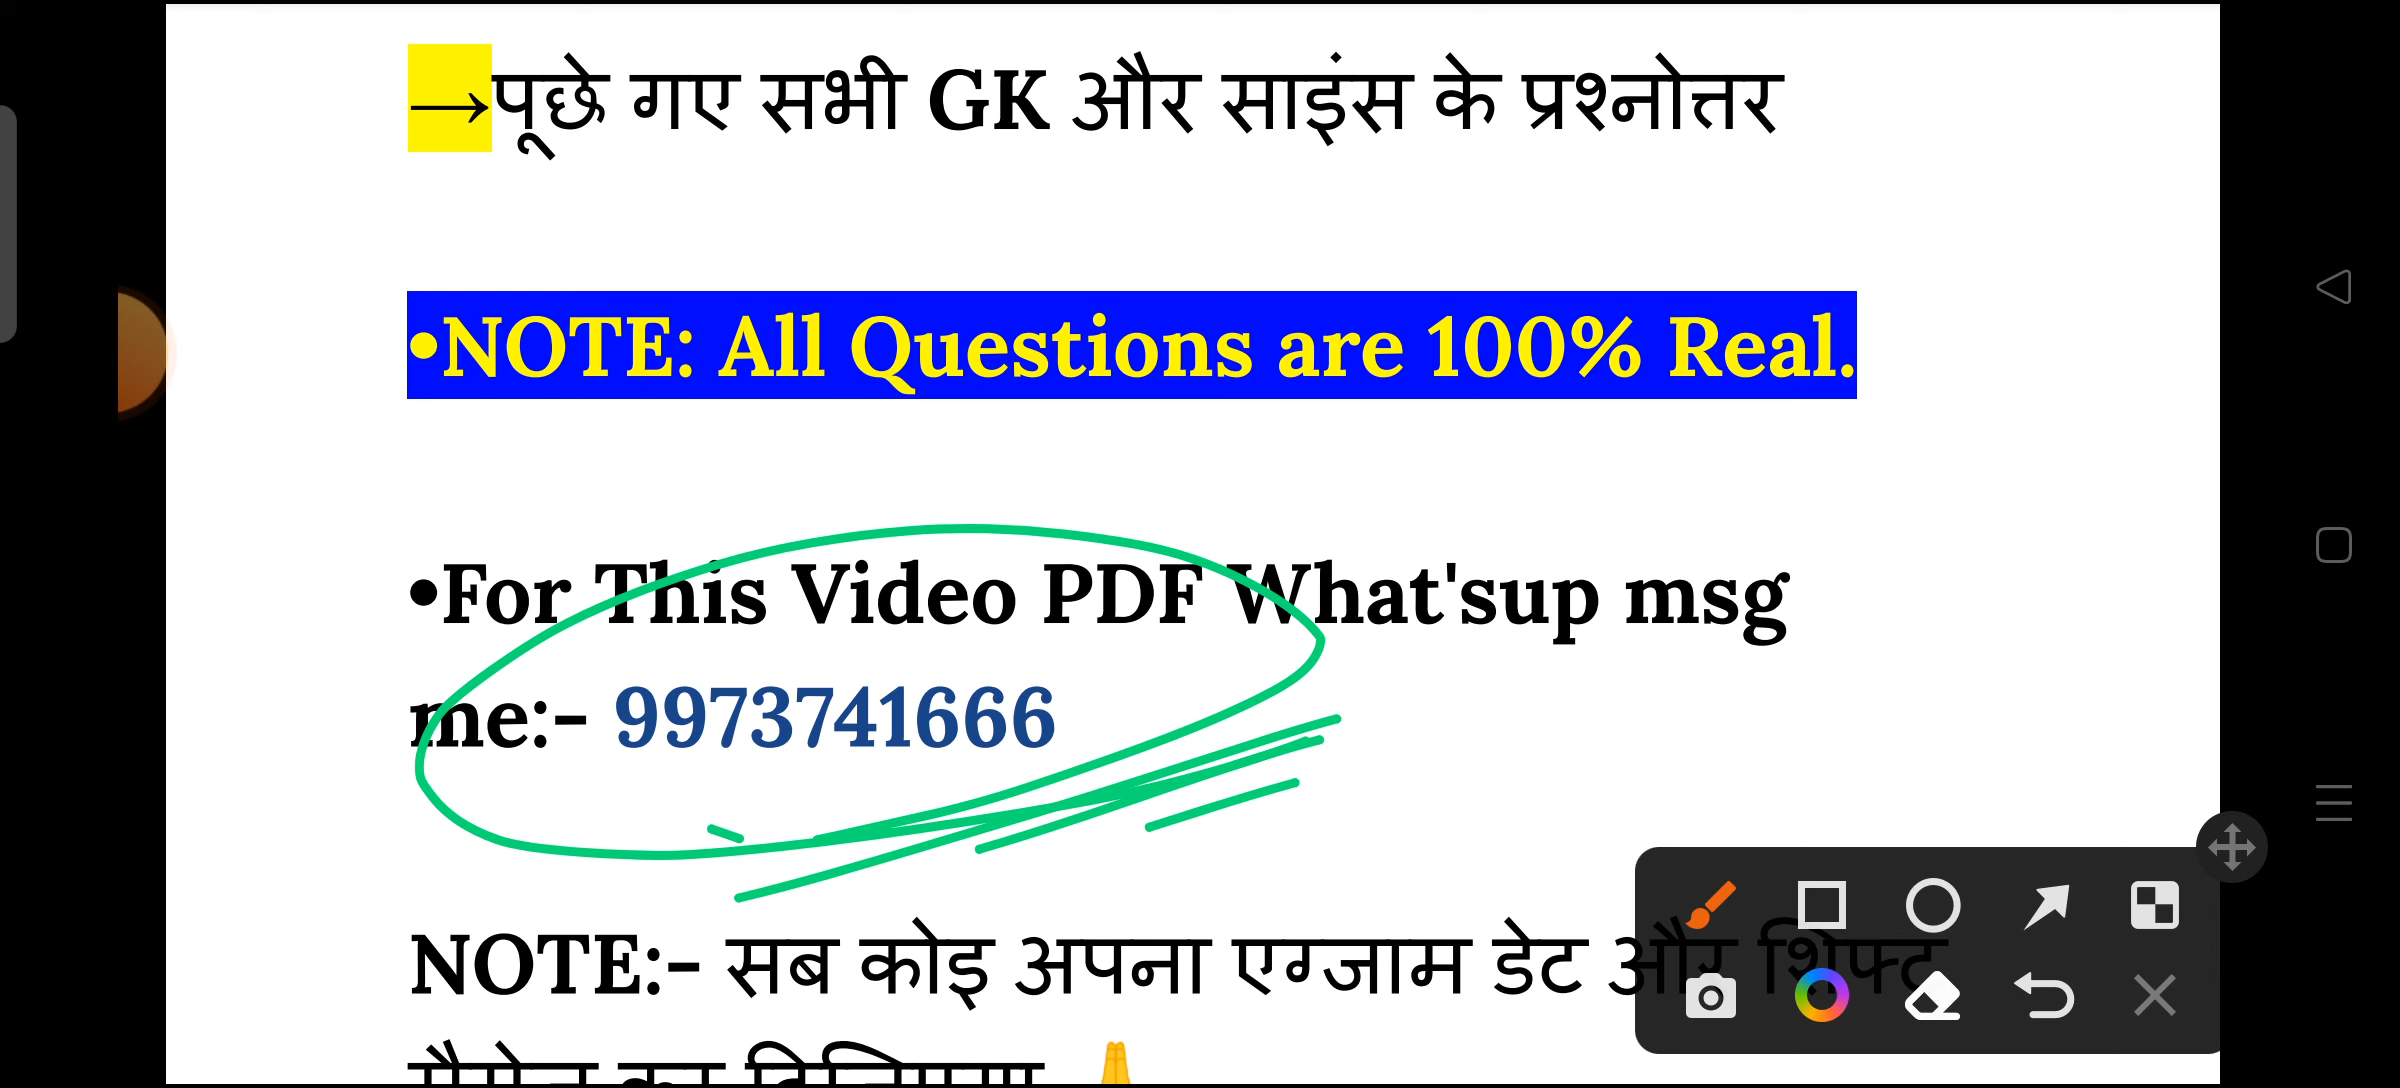 →पूछे गए सभी GK और साइंस के प्रश्नोत्तर
•NOTE: All Questions are 100% Real.
•For This Video PDF What'sup msg
me:- 9973741666
NOTE:- सब कोइ अपना एग्जाम डेट और शिफ्ट